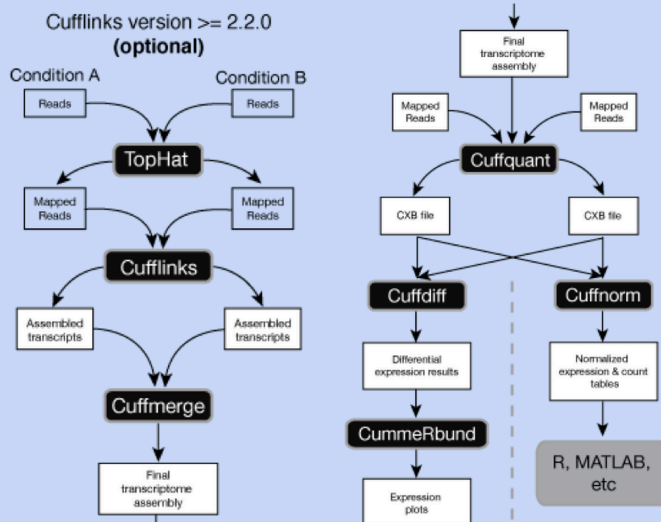 Cufflinks version >= 2.2.0
(optional)
Condition A
Condition B
Reads
Reads
TopHat
Mapped
Reads
Mapped
Reads
Cufflinks
Assembled
transcripts
Assembled
transcripts
Cuffmerge
Final
transcriptome
assembly
Final
transcriptome
assembly
Mapped
Reads
Mapped
Reads
Cuffquant
CXB file
CXB file
Cuffdiff
Cuffnorm
Differential
expression results
Normalized
expression & count
tables
CummeRbund
R, MATLAB,
etc
Expression
plots